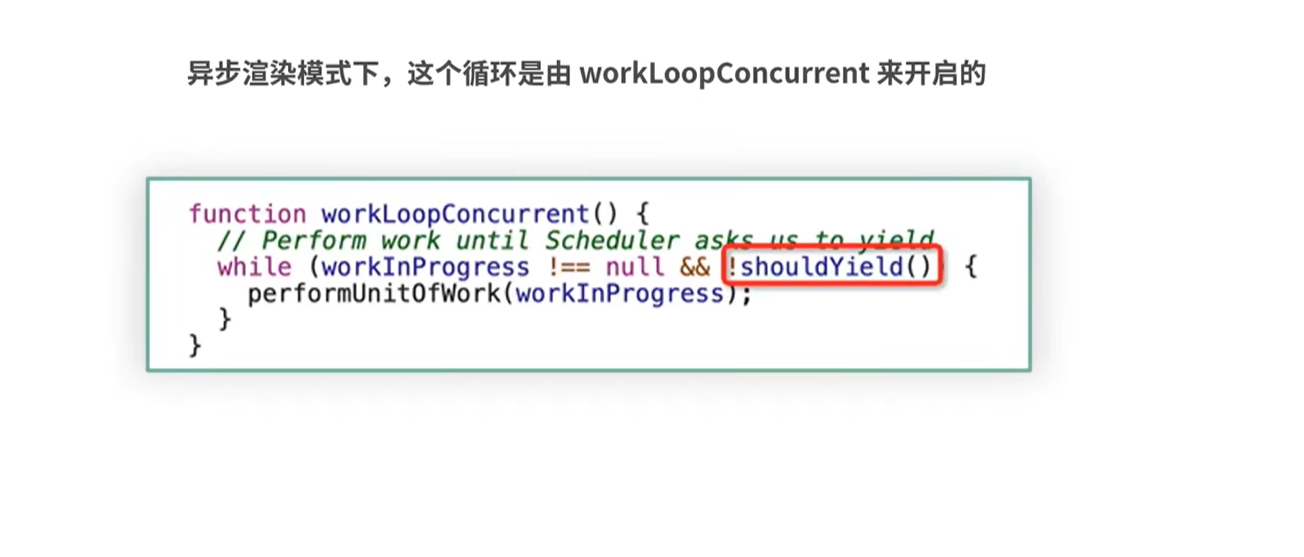 异步渲染模式下，这个循环是由 workLoopConcurrent 来开启的
function workLoopConcurrent() {
// Perform work until Scheduler asks us to yield
while (workInProgress !== null && !shouldYield()) {
performUnitOfWork(workInProgress);
}
}